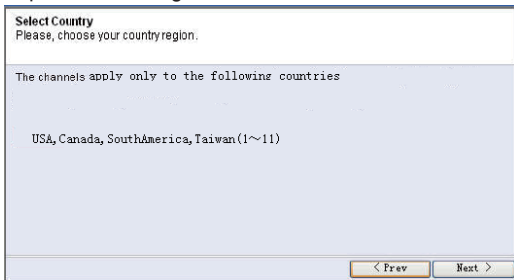 Select Country
Please, choose your country region.
The channels apply only to the following countries
USA, Canada, SouthAmerica, Taiwan(1~11)
< Prev Next >